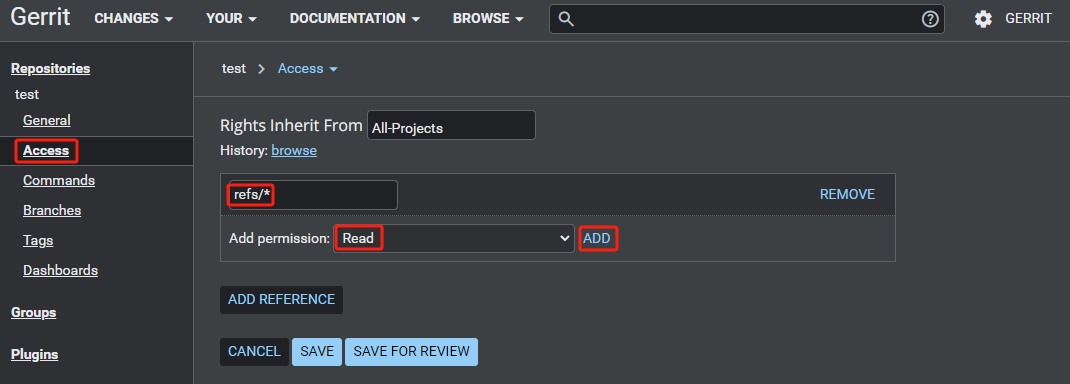 Gerrit CHANGES YOUR DOCUMENTATION BROWSE GERRIT
Repositories
test
General
Access
Commands
Branches
Tags
Dashboards
Groups
Plugins
test > Access
Rights Inherit From All-Projects
History: browse
refs/* REMOVE
Add permission: Read ADD
ADD REFERENCE
CANCEL SAVE SAVE FOR REVIEW